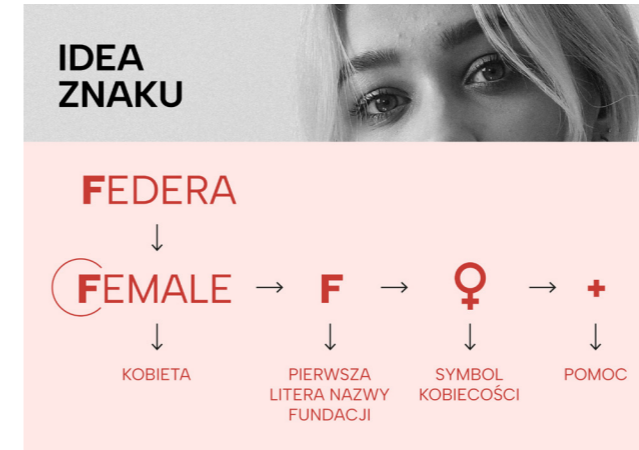 IDEA
ZNAKU
FEDERA
FEMALE
F
+
KOBIETA
PIERWSZA
LITERA NAZWY
FUNDACJI
SYMBOL
KOBIECOŚCI
POMOC